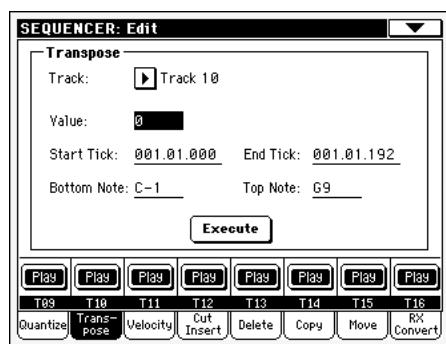 SEQUENCER: Edit
Transpose
Track: Track 10
Value: 0
Start Tick: 001.01.000 End Tick: 001.01.192
Bottom Note: C-1 Top Note: G9
Execute
Play Play Play Play Play Play Play Play
T09 T10 T11 T12 T13 T14 T15 T16
Quantize Trans-pose Velocity Cut Insert Delete Copy Move RX Convert